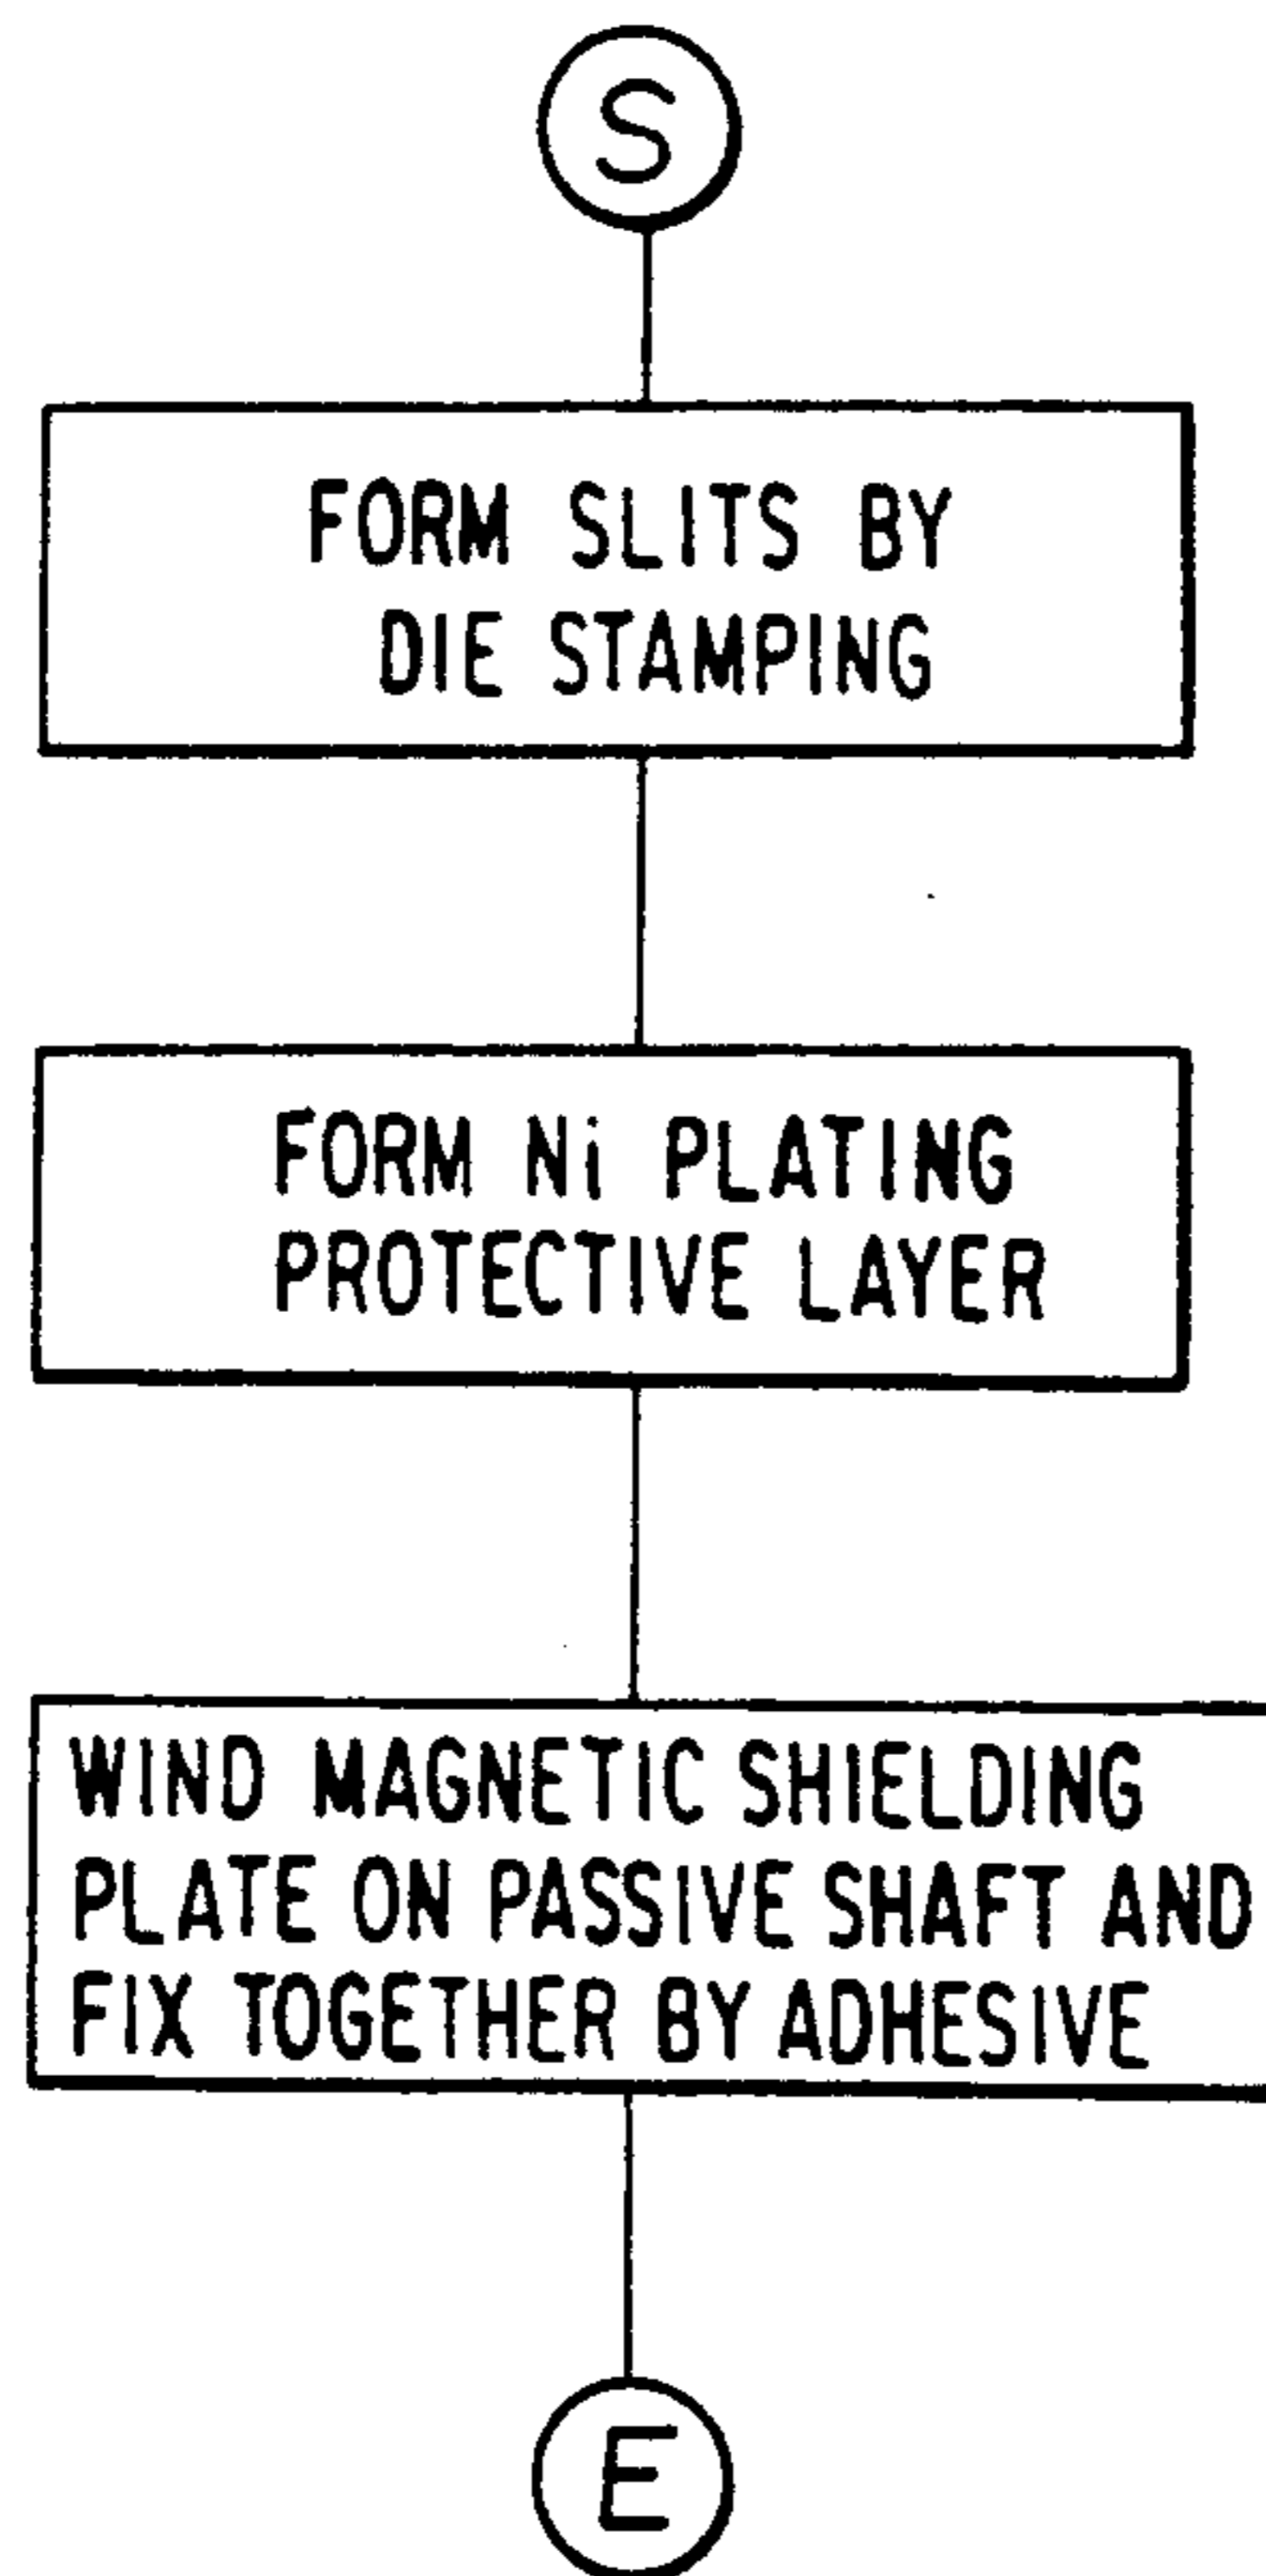 S
FORM SLITS BY
DIE STAMPING
FORM Ni PLATING
PROTECTIVE LAYER
WIND MAGNETIC SHIELDING
PLATE ON PASSIVE SHAFT AND
FIX TOGETHER BY ADHESIVE
E